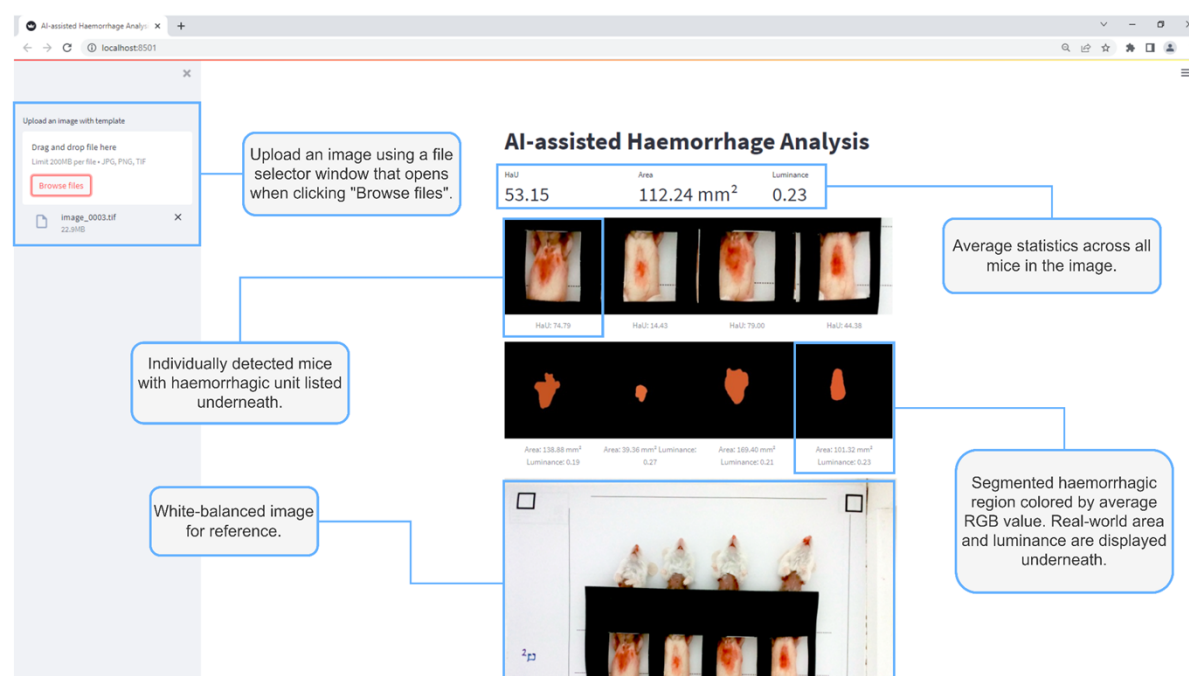 AI-assisted Haemorrhage Analys
localhost:8501
Upload an image with template
Drag and drop file here
Limit 200MB per file • JPG, PNG, TIF
Browse files
image_0003.tif
22.9MB
Upload an image using a file
selector window that opens
when clicking "Browse files".
AI-assisted Haemorrhage Analysis
HaU
Area
Luminance
53.15
112.24 mm²
0.23
Average statistics across all
mice in the image.
HaU: 74.79
HaU: 14.43
HaU: 79.00
HaU: 44.38
Individually detected mice
with haemorrhagic unit listed
underneath.
Area: 138.88 mm²
Luminance: 0.19
Area: 39.36 mm² Luminance:
0.27
Area: 169.40 mm²
Luminance: 0.21
Area: 101.32 mm²
Luminance: 0.23
Segmented haemorrhagic
region colored by average
RGB value. Real-world area
and luminance are displayed
underneath.
White-balanced image
for reference.